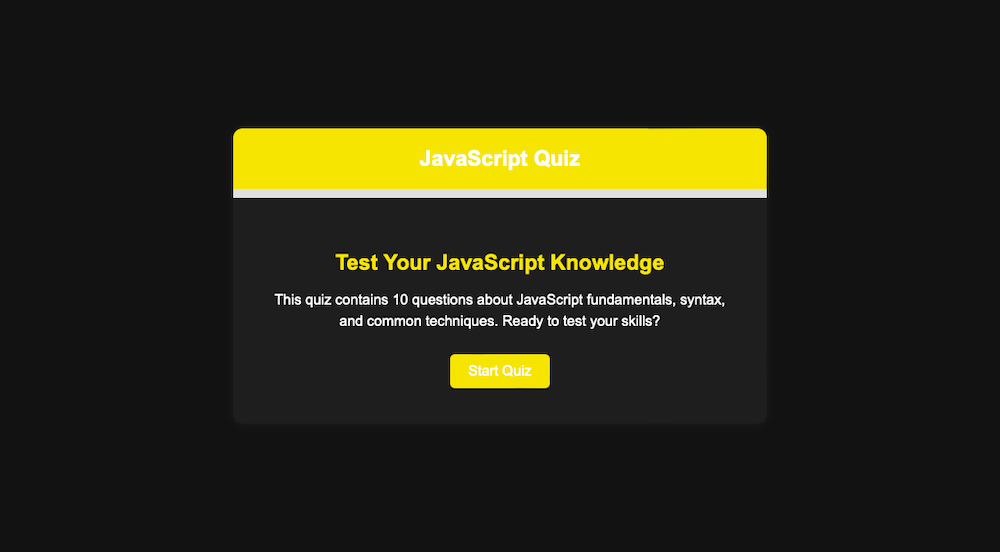 JavaScript Quiz
Test Your JavaScript Knowledge
This quiz contains 10 questions about JavaScript fundamentals, syntax,
and common techniques. Ready to test your skills?
Start Quiz